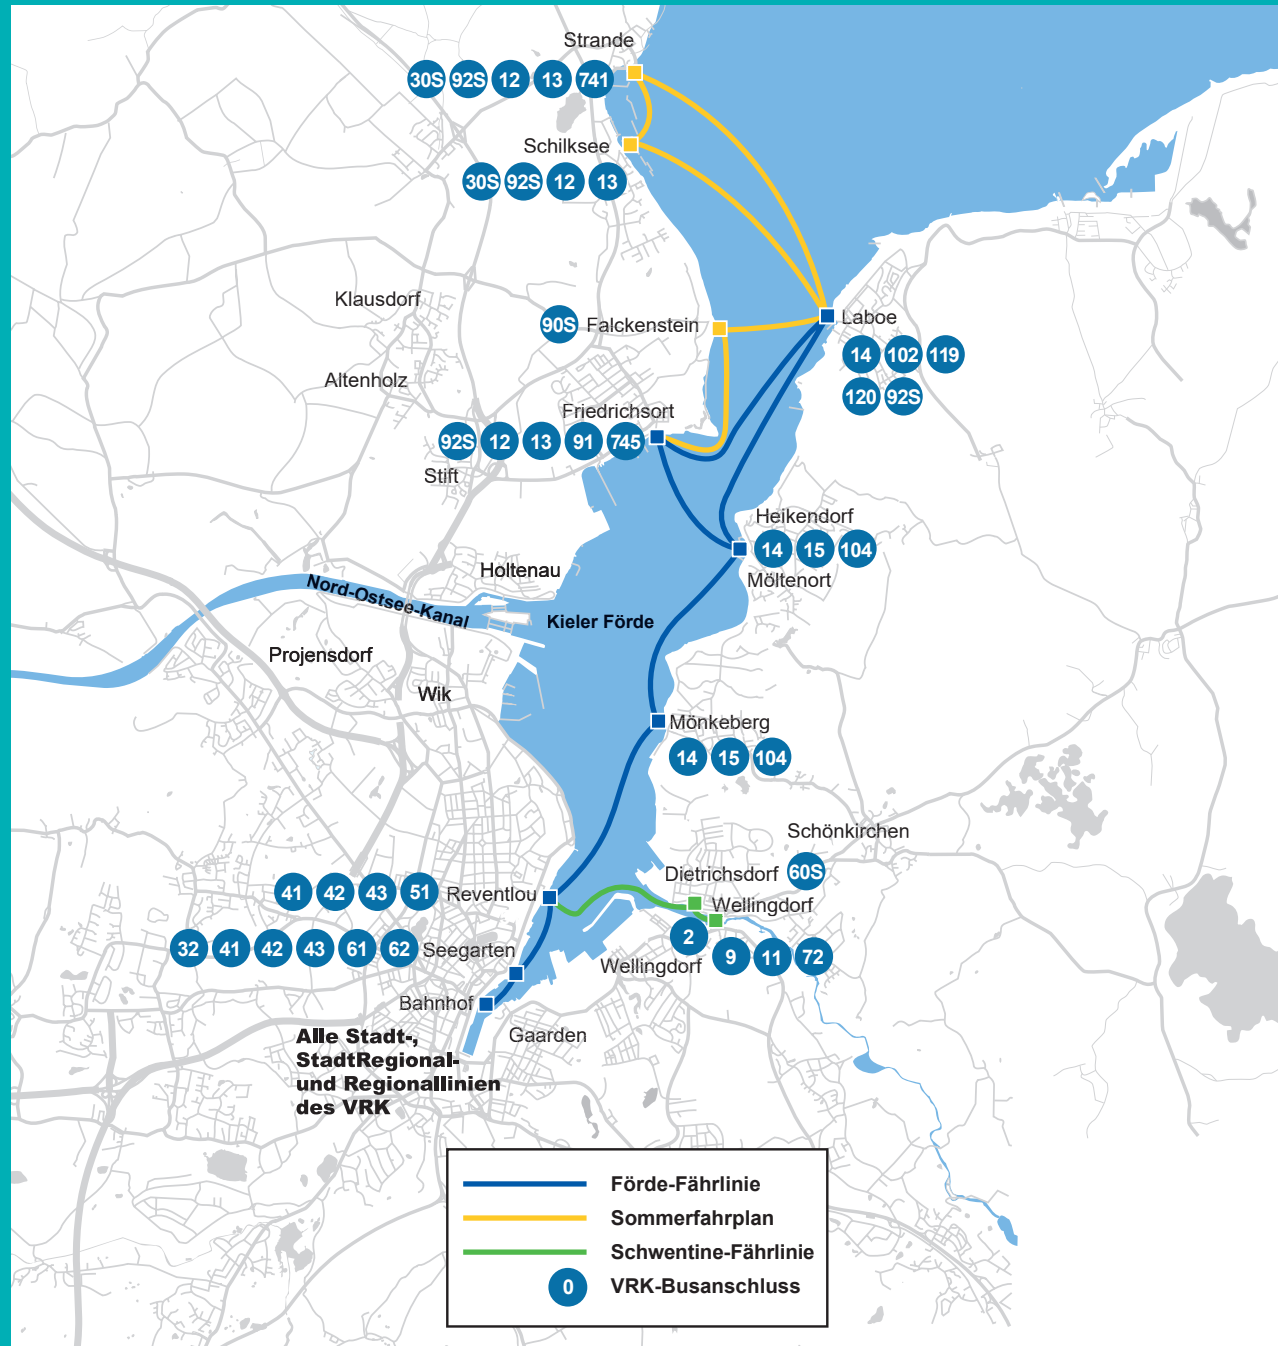 Strande
30S 92S 12 13 741
Schilksee
30S 92S 12 13
Klausdorf
90S Falckenstein
Laboe
14 102 119
120 92S
Altenholz
Friedrichsort
92S 12 13 91 745
Stift
Heikendorf
14 15 104
Möltenort
Holtenau
Nord-Ostsee-Kanal
Kieler Förde
Projensdorf
Wik
Mönkeberg
14 15 104
Schönkirchen
Dietrichsdorf 60S
41 42 43 51 Reventlou
Wellingdorf
2
32 41 42 43 61 62 Seegarten
9 11 72
Wellingdorf
Bahnhof
Gaarden
Alle Stadt-,
StadtRegional-
und Regionallinien
des VRK
Förde-Fährlinie
Sommerfahrplan
Schwentine-Fährlinie
0 VRK-Busanschluss